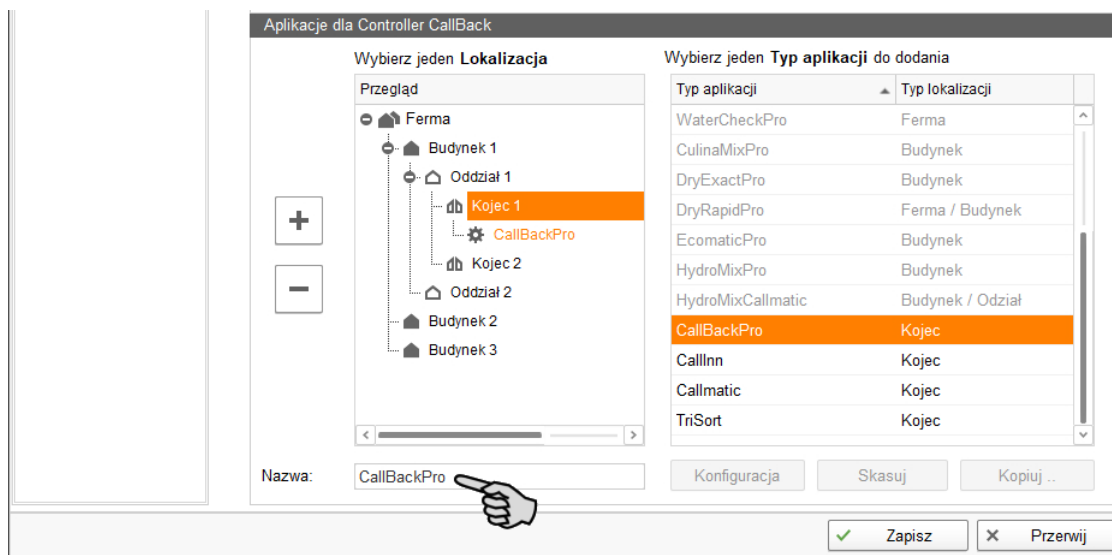 Aplikacje dla Controller CallBack
Wybierz jeden Lokalizacja
Przegląd
Ferma
Budynek 1
Oddział 1
Kojec 1
CallBackPro
Kojec 2
Oddział 2
Budynek 2
Budynek 3
Wybierz jeden Typ aplikacji do dodania
Typ aplikacji Typ lokalizacji
WaterCheckPro Ferma
CulinaMixPro Budynek
DryExactPro Budynek
DryRapidPro Ferma / Budynek
EcomaticPro Budynek
HydroMixPro Budynek
HydroMixCallmatic Budynek / Odział
CallBackPro Kojec
CallInn Kojec
Callmatic Kojec
TriSort Kojec
Nazwa: CallBackPro
Konfiguracja Skasuj Kopiuj ..
Zapisz Przerwij